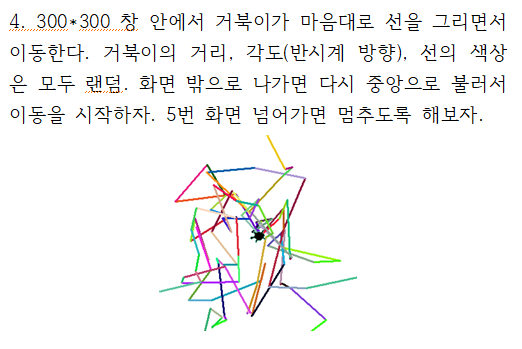 4. 300*300 창 안에서 거북이가 마음대로 선을 그리면서
이동한다. 거북이의 거리, 각도(반시계 방향), 선의 색상
은 모두 랜덤. 화면 밖으로 나가면 다시 중앙으로 불러서
이동을 시작하자. 5번 화면 넘어가면 멈추도록 해보자.